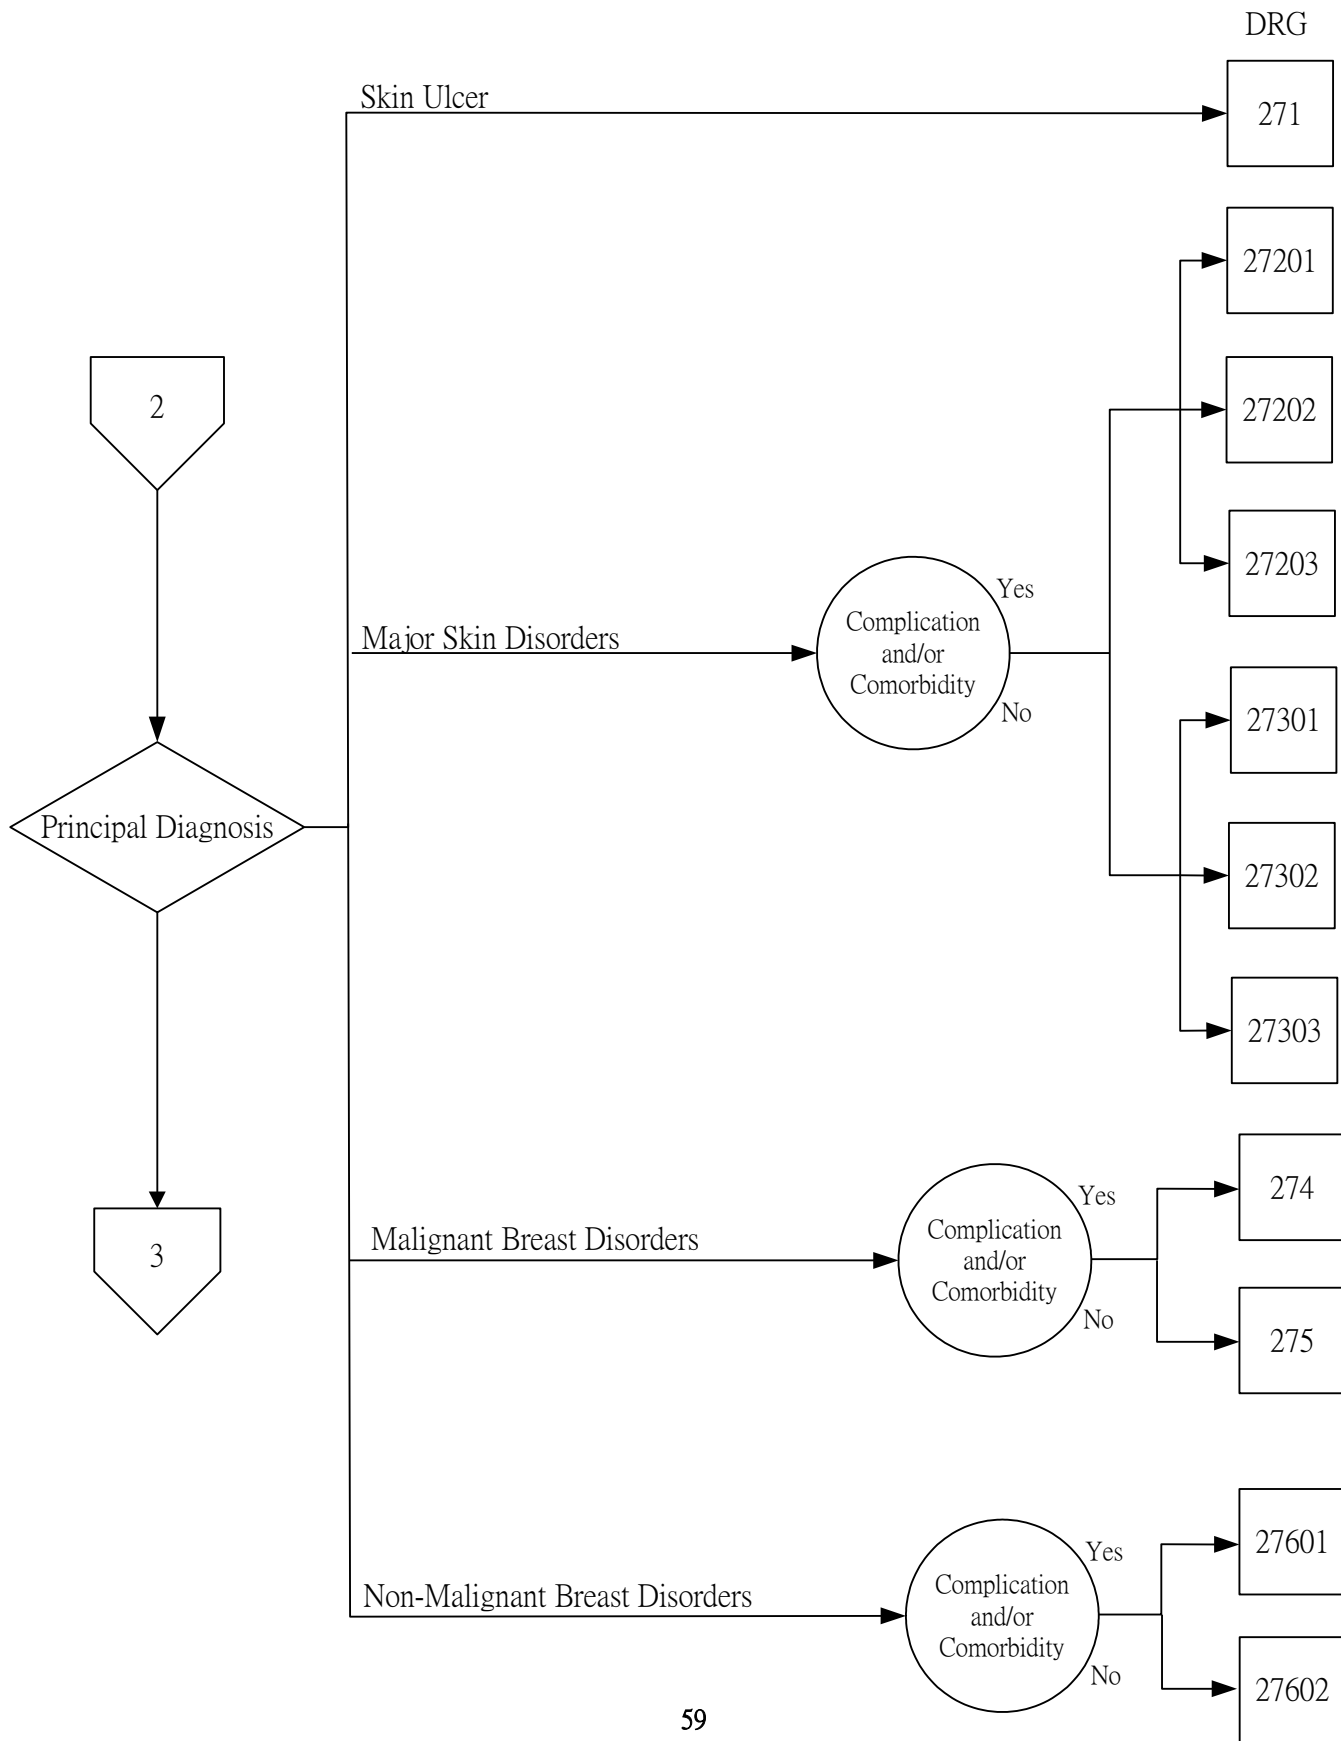 DRG
Skin Ulcer
271
27201
2
27202
27203
Yes
Complication
and/or
Comorbidity
No
Major Skin Disorders
27301
Principal Diagnosis
27302
27303
274
Yes
Complication
and/or
Comorbidity
No
Malignant Breast Disorders
3
275
27601
Yes
Complication
and/or
Comorbidity
No
Non-Malignant Breast Disorders
27602
59